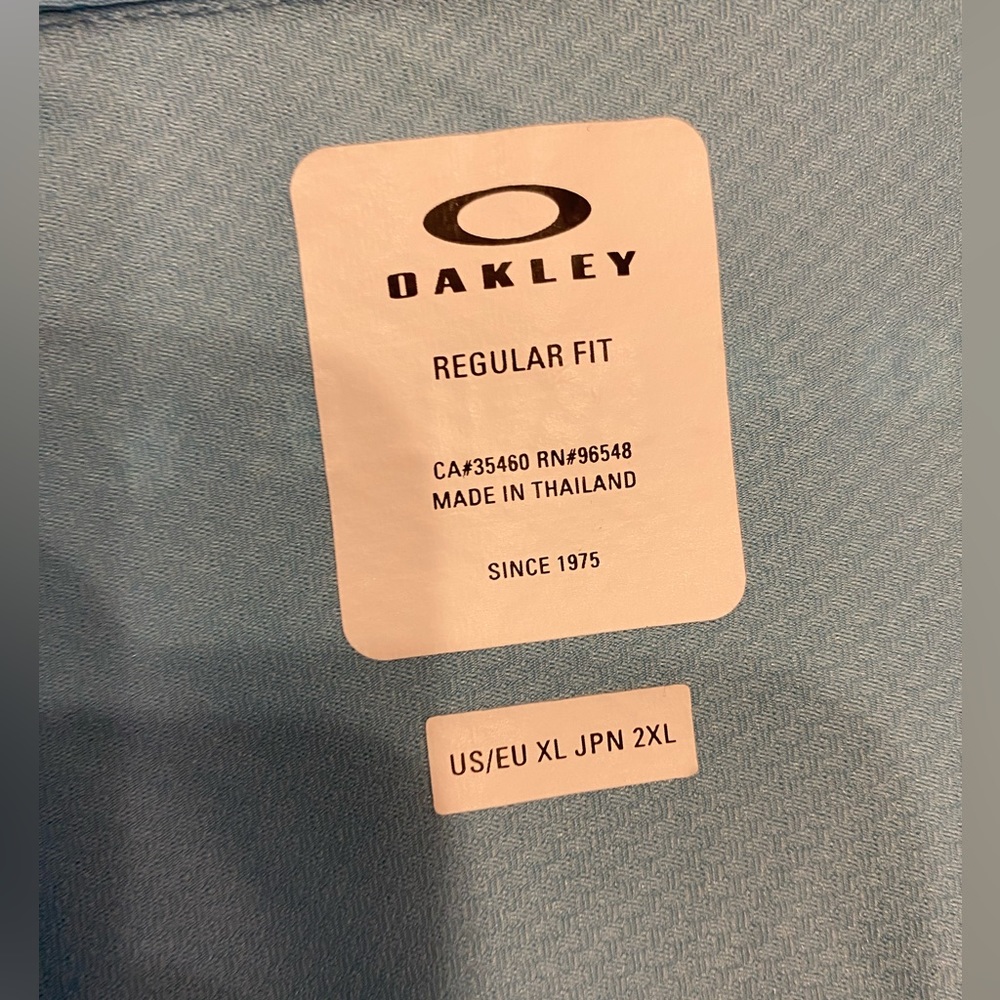 OAKLEY
REGULAR FIT
CA#35460 RN#96548
MADE IN THAILAND
SINCE 1975
US/EU XL JPN 2XL